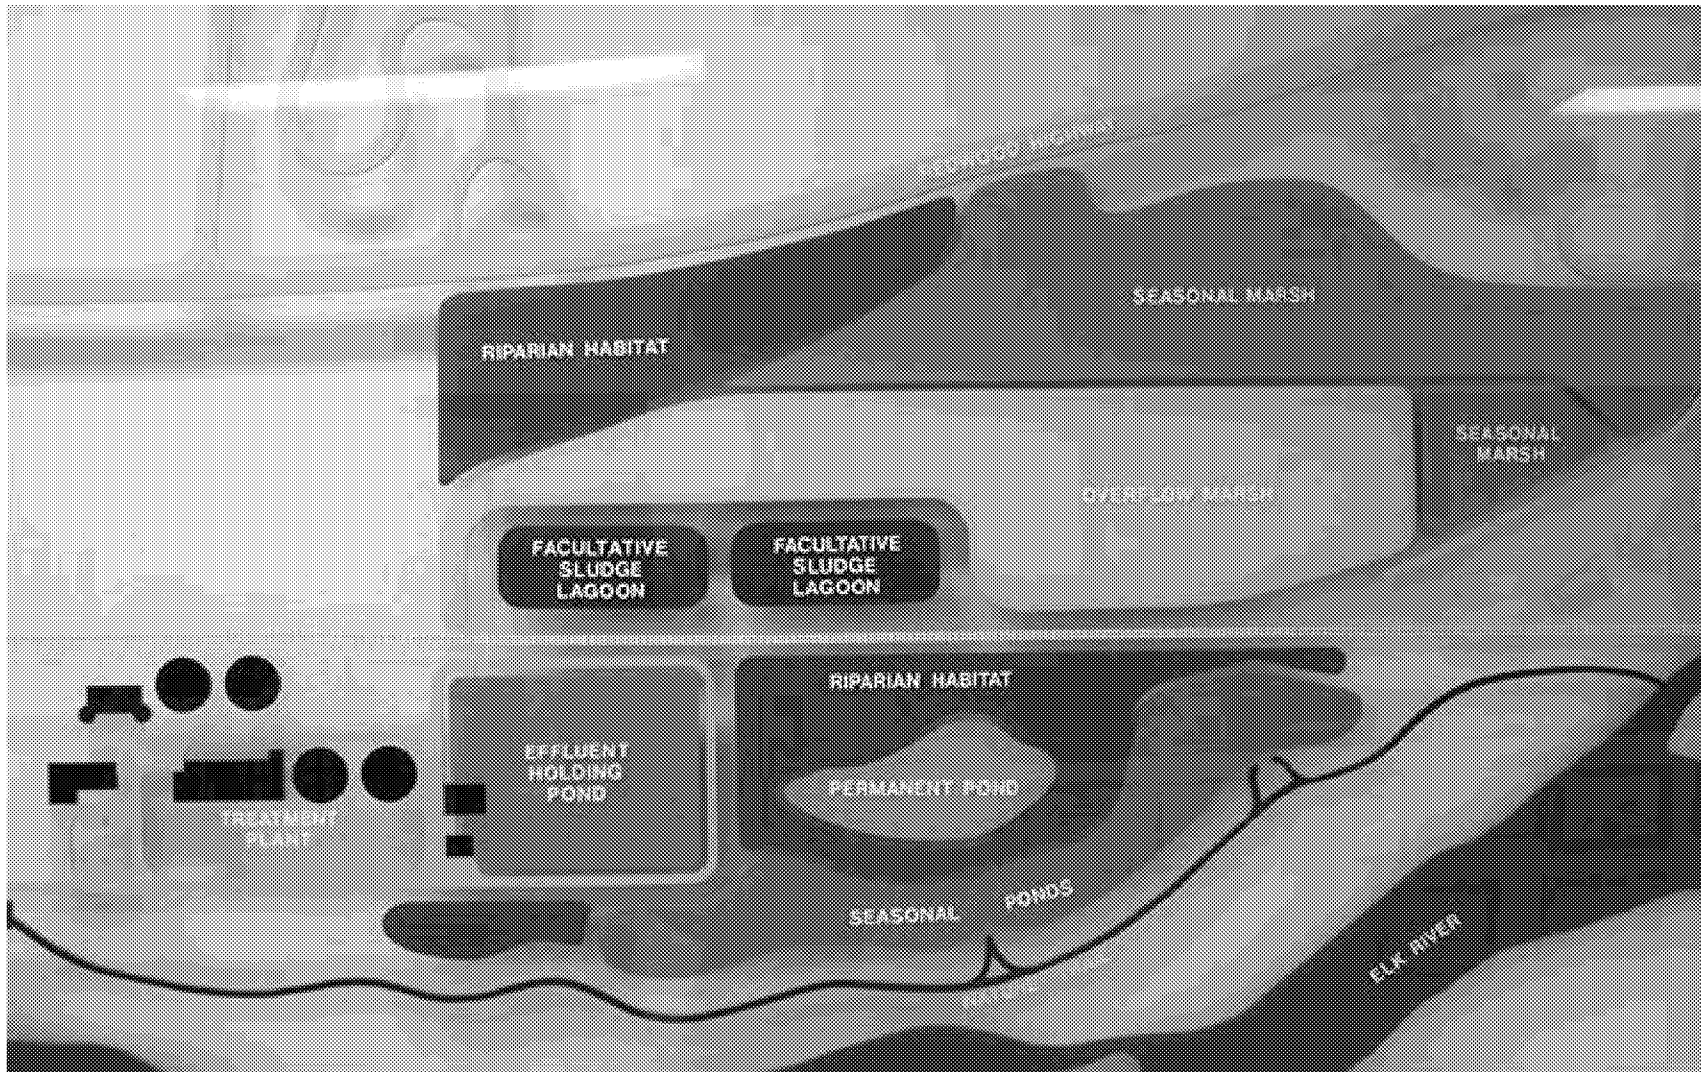 RIPARIAN HABITAT
SEASONAL MARSH
SEASONAL
MARSH
OVERFLOW MARSH
FACULTATIVE
SLUDGE
LAGOON
FACULTATIVE
SLUDGE
LAGOON
RIPARIAN HABITAT
EFFLUENT
HOLDING
POND
PERMANENT POND
TREATMENT
PLANT
SEASONAL PONDS
ELK RIVER